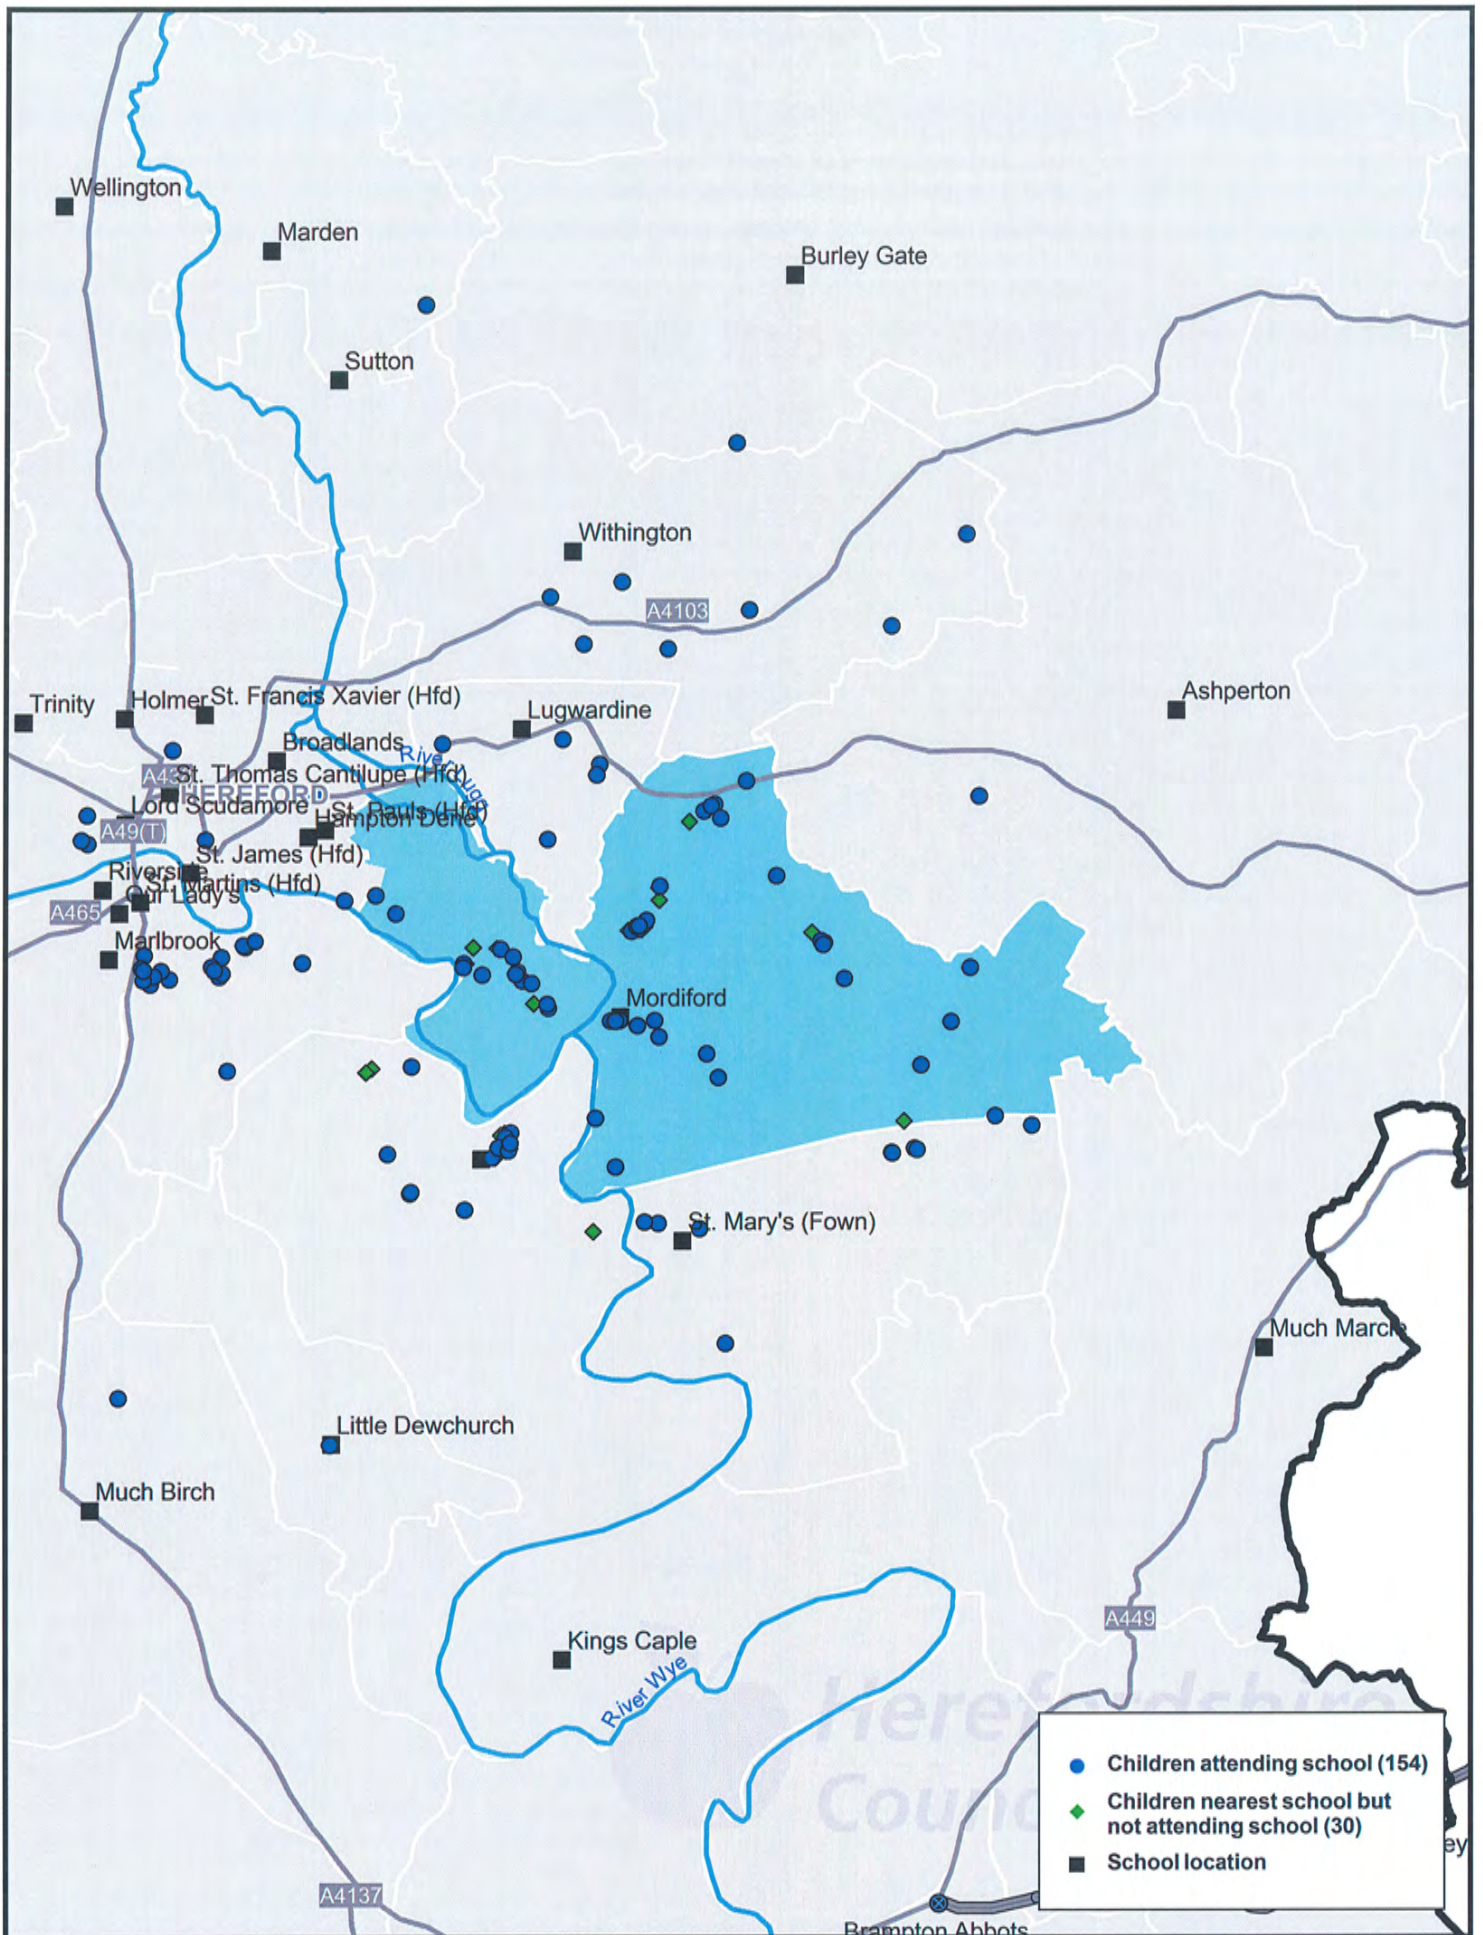 Wellington
Marden
Burley Gate
Sutton
Withington
A4103
Ashperton
Trinity
Holmer
St. Francis Xavier (Hfd)
Lugwardine
Broadlands
River Lugg
St. Thomas Cantilupe (Hfd)
HEREFORD
Lord Scudamore
St. Pauls (Hfd)
Hampton Dene
A49(T)
St. James (Hfd)
Riverside
St. Martins (Hfd)
Our Lady's
A465
Marlbrook
Mordiford
St. Mary's (Fown)
Much Marcle
Little Dewchurch
Much Birch
Kings Caple
River Wye
A449
Herefordshire
Children attending school (154)
Children nearest school but
not attending school (30)
School location
ey
A4137
Brampton Abbots